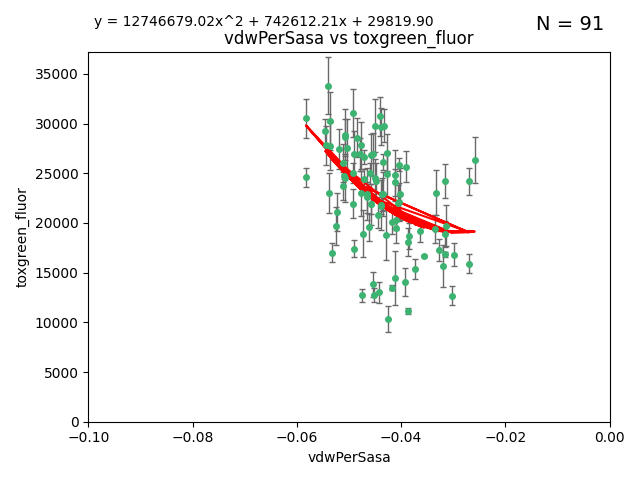 y = 12746679.02x^2 + 742612.21x + 29819.90
N = 91
vdwPerSasa vs toxgreen_fluor
35000
30000
25000
20000
15000
10000
5000
0
toxgreen_fluor
−0.10
−0.08
−0.06
−0.04
−0.02
0.00
vdwPerSasa